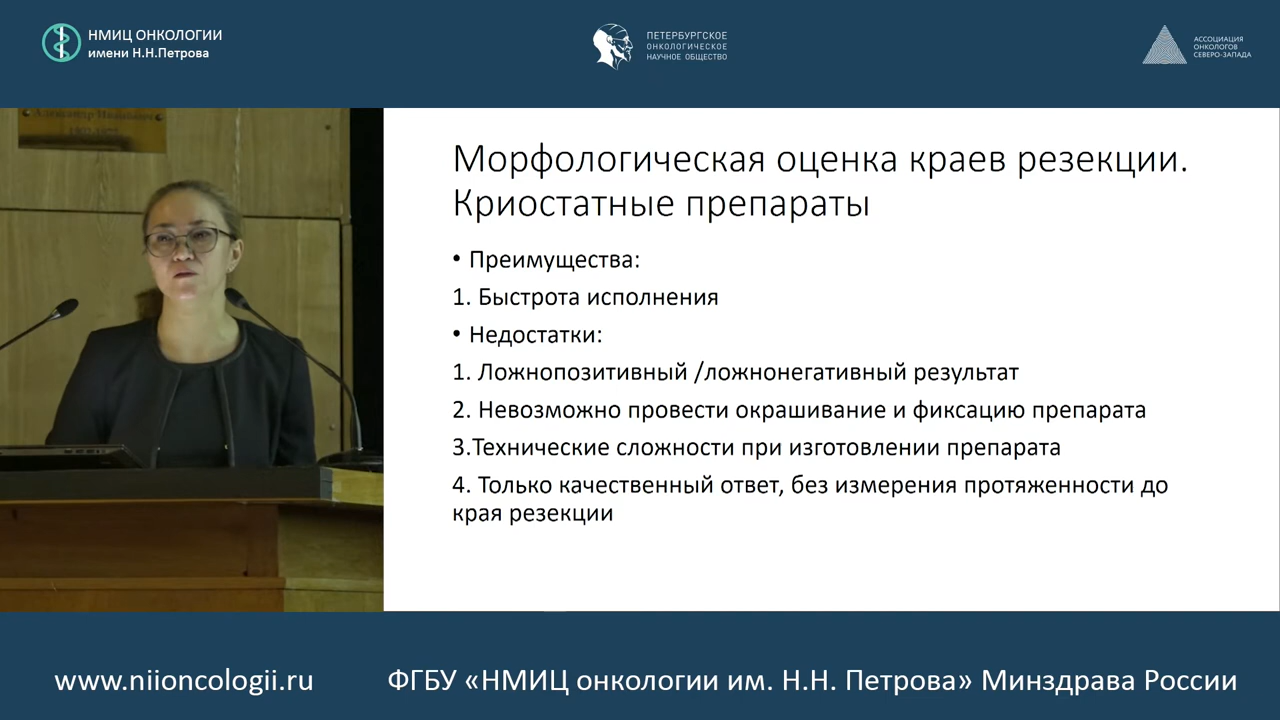 НМИЦ ОНКОЛОГИИ
имени Н.Н.Петрова
ПЕТЕРБУРГСКОЕ
ОНКОЛОГИЧЕСКОЕ
НАУЧНОЕ ОБЩЕСТВО
АССОЦИАЦИЯ
ОНКОЛОГОВ
СЕВЕРО-ЗАПАДА
Морфологическая оценка краев резекции.
Криостатные препараты
• Преимущества:
1. Быстрота исполнения
• Недостатки:
1. Ложнопозитивный /ложнонегативный результат
2. Невозможно провести окрашивание и фиксацию препарата
3.Технические сложности при изготовлении препарата
4. Только качественный ответ, без измерения протяженности до
края резекции
www.niioncologii.ru
ФГБУ «НМИЦ онкологии им. Н.Н. Петрова» Минздрава России